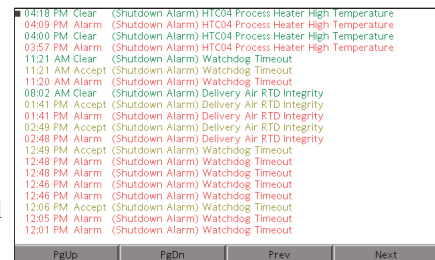 04:18 PM Clear (Shutdown Alarm) HTC04 Process Heater High Temperature
04:09 PM Alarm (Shutdown Alarm) HTC04 Process Heater High Temperature
04:00 PM Clear (Shutdown Alarm) HTC04 Process Heater High Temperature
03:57 PM Alarm (Shutdown Alarm) HTC04 Process Heater High Temperature
11:21 AM Clear (Shutdown Alarm) Watchdog Timeout
11:21 AM Accept (Shutdown Alarm) Watchdog Timeout
11:20 AM Alarm (Shutdown Alarm) Watchdog Timeout
08:02 AM Clear (Shutdown Alarm) Delivery Air RTD Integrity
01:41 PM Accept (Shutdown Alarm) Delivery Air RTD Integrity
01:41 PM Alarm (Shutdown Alarm) Delivery Air RTD Integrity
02:49 PM Accept (Shutdown Alarm) Delivery Air RTD Integrity
02:48 PM Alarm (Shutdown Alarm) Delivery Air RTD Integrity
12:49 PM Accept (Shutdown Alarm) Watchdog Timeout
12:48 PM Alarm (Shutdown Alarm) Watchdog Timeout
12:48 PM Alarm (Shutdown Alarm) Watchdog Timeout
12:46 PM Alarm (Shutdown Alarm) Watchdog Timeout
12:46 PM Alarm (Shutdown Alarm) Watchdog Timeout
12:06 PM Accept (Shutdown Alarm) Watchdog Timeout
12:05 PM Alarm (Shutdown Alarm) Watchdog Timeout
12:01 PM Alarm (Shutdown Alarm) Watchdog Timeout
PgUp PgDn Prev Next